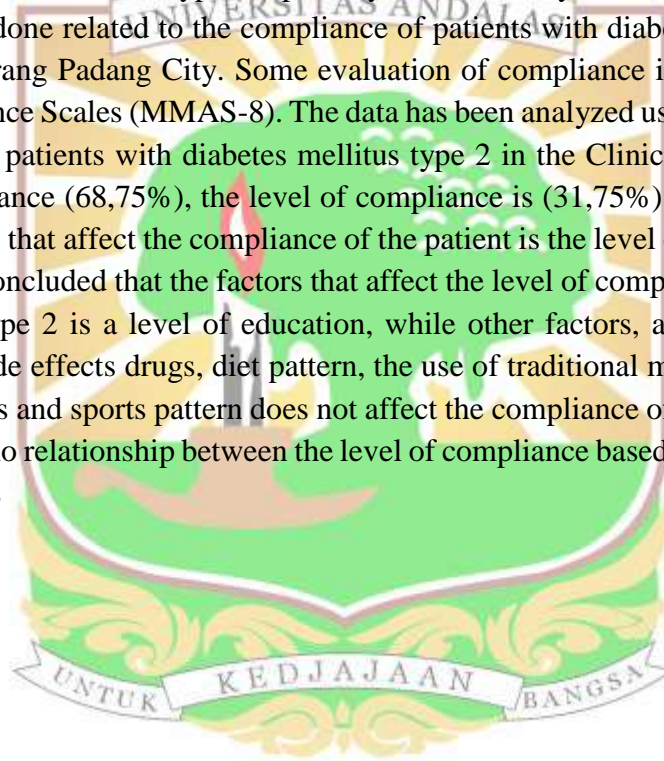 UNIVERSITAS ANDALAS
done related to the compliance of patients with diabe
rang Padang City. Some evaluation of compliance i
nce Scales (MMAS-8). The data has been analyzed us
patients with diabetes mellitus type 2 in the Clinic
ance (68,75%), the level of compliance is (31,75%)
that affect the compliance of the patient is the level
oncluded that the factors that affect the level of comp
ype 2 is a level of education, while other factors, a
de effects drugs, diet pattern, the use of traditional m
s and sports pattern does not affect the compliance o
no relationship between the level of compliance based
UNTUK KEDJAJAAN BANGSA